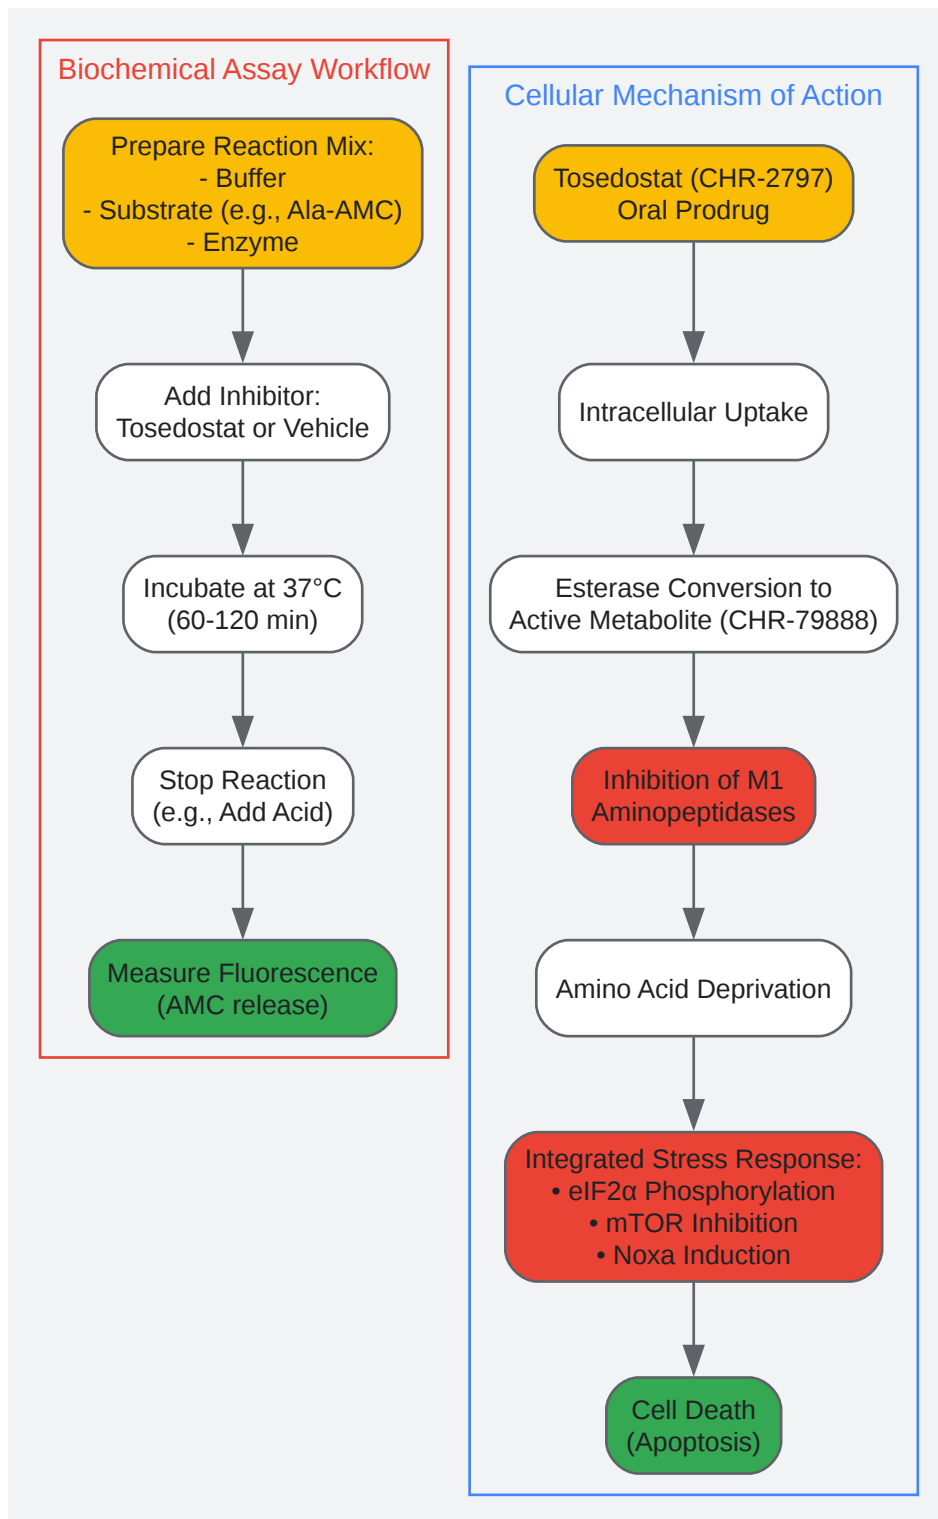 Biochemical Assay Workflow
Prepare Reaction Mix:
- Buffer
- Substrate (e.g., Ala-AMC)
- Enzyme
Add Inhibitor:
Tosedostat or Vehicle
Incubate at 37°C
(60-120 min)
Stop Reaction
(e.g., Add Acid)
Measure Fluorescence
(AMC release)
Cellular Mechanism of Action
Tosedostat (CHR-2797)
Oral Prodrug
Intracellular Uptake
Esterase Conversion to
Active Metabolite (CHR-79888)
Inhibition of M1
Aminopeptidases
Amino Acid Deprivation
Integrated Stress Response:
• eIF2α Phosphorylation
• mTOR Inhibition
• Noxa Induction
Cell Death
(Apoptosis)